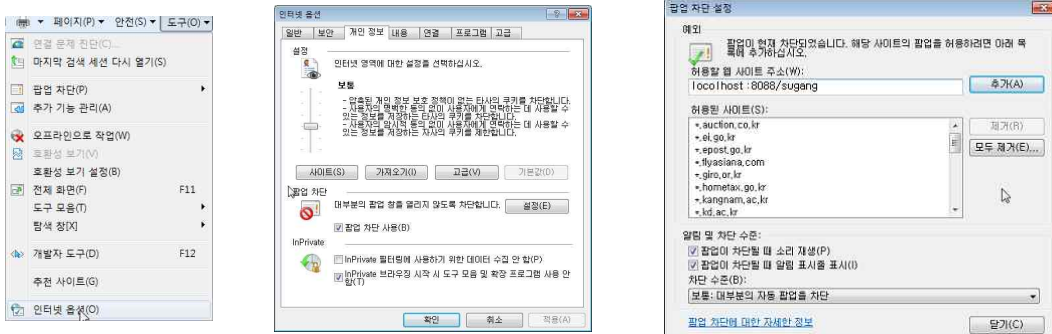 페이지(P) 안전(S) 도구(O)
연결 문제 진단(C)...
마지막 검색 세션 다시 열기(S)
팝업 차단(P)
추가 기능 관리(A)
오프라인으로 작업(W)
호환성 보기(V)
호환성 보기 설정(B)
전체 화면(F) F11
도구 모음(T)
탐색 창[X]
개발자 도구(D) F12
추천 사이트(G)
인터넷 옵션(O)
인터넷 옵션
일반 보안 개인 정보 내용 연결 프로그램 고급
설정
인터넷 영역에 대한 설정을 선택하십시오.
보통
- 압축된 개인 정보 보호 정책이 없는 타사의 쿠키를 차단합니다.
- 사용자의 명백한 동의 없이 사용자에게 연락하는 데 사용할 수
있는 정보를 저장하는 타사의 쿠키를 차단합니다.
- 사용자의 암시적 동의 없이 사용자에게 연락하는 데 사용할 수
있는 정보를 저장하는 자사의 쿠키를 제한합니다.
사이트(S) 가져오기(I) 고급(V) 기본값(D)
팝업 차단
대부분의 팝업 창을 열리지 않도록 차단합니다. 설정(E)
팝업 차단 사용(B)
InPrivate
InPrivate 필터링에 사용하기 위한 데이터 수집 안 함(P)
InPrivate 브라우징 시작 시 도구 모음 및 확장 프로그램 사용 안
함(T)
확인 취소 적용(A)
팝업 차단 설정
예외
팝업이 현재 차단되었습니다. 해당 사이트의 팝업을 허용하려면 아래 목
록에 추가하십시오.
허용할 웹 사이트 주소(W):
locolhost:8088/sugang 추가(A)
허용된 사이트(S):
*.auction.co.kr 제거(R)
*.ei.go.kr 모두 제거(E)...
*.epost.go.kr
*.flyasiana.com
*.giro.or.kr
*.hometax.go.kr
*.kangnam.ac.kr
*.kd.ac.kr
알림 및 차단 수준:
팝업이 차단될 때 소리 재생(P)
팝업이 차단될 때 알림 표시줄 표시(I)
차단 수준(B):
보통: 대부분의 자동 팝업을 차단
팝업 차단에 대한 자세한 정보 닫기(C)